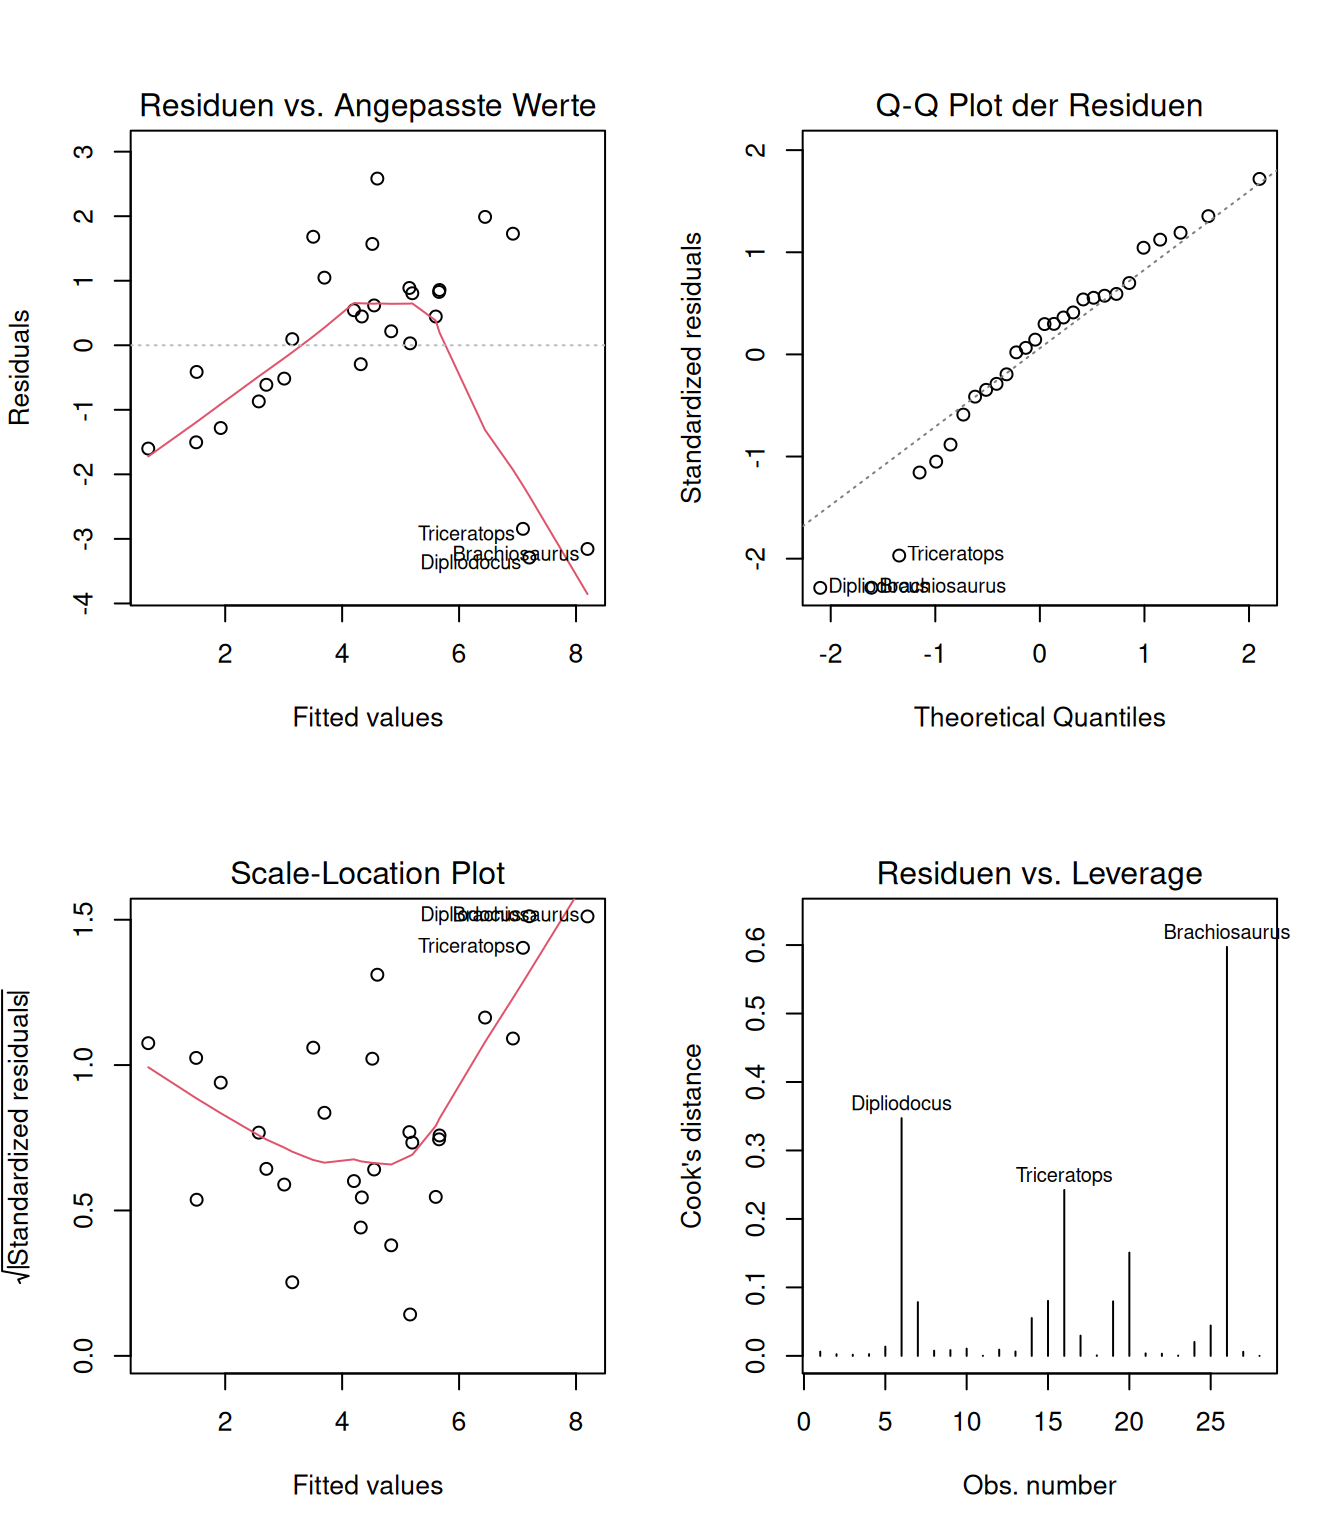 Residuen vs. Angepasste Werte
3
2
1
0
-1
-2
-3
-4
Residuals
Triceratops
Brachiosaurus
Dipliodocus
2 4 6 8
Fitted values
Q-Q Plot der Residuen
2
1
0
-1
-2
Standardized residuals
Triceratops
Dipliodocus
Brachiosaurus
-2 -1 0 1 2
Theoretical Quantiles
Scale-Location Plot
1.5
1.0
0.5
0.0
√|Standardized residuals|
Dipliodocus
Brachiosaurus
Triceratops
2 4 6 8
Fitted values
Residuen vs. Leverage
0.6
0.5
0.4
0.3
0.2
0.1
0.0
Cook's distance
Brachiosaurus
Dipliodocus
Triceratops
0 5 10 15 20 25
Obs. number